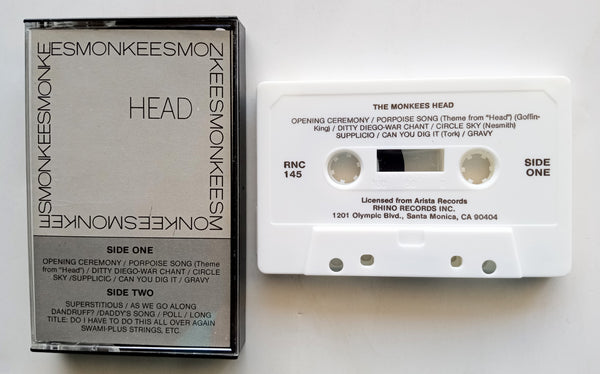 ESMONKEESMON
KEESMONKEESM
ONKEESMONKEE
SMONKEESMONKE
HEAD
SIDE ONE
OPENING CEREMONY / PORPOISE SONG (Theme
from "Head") / DITTY DIEGO-WAR CHANT / CIRCLE
SKY /SUPPLICIO / CAN YOU DIG IT / GRAVY
SIDE TWO
SUPERSTITIOUS / AS WE GO ALONG
DANDRUFF? /DADDY'S SONG / POLL / LONG
TITLE: DO I HAVE TO DO THIS ALL OVER AGAIN
SWAMI-PLUS STRINGS, ETC.
THE MONKEES HEAD
OPENING CEREMONY / PORPOISE SONG (Theme from "Head") (Goffin-
King) / DITTY DIEGO-WAR CHANT / CIRCLE SKY (Nesmith)
SUPPLICIO / CAN YOU DIG IT (Tork) / GRAVY
RNC
145
SIDE
ONE
Licensed from Arista Records
RHINO RECORDS INC.
1201 Olympic Blvd., Santa Monica, CA 90404